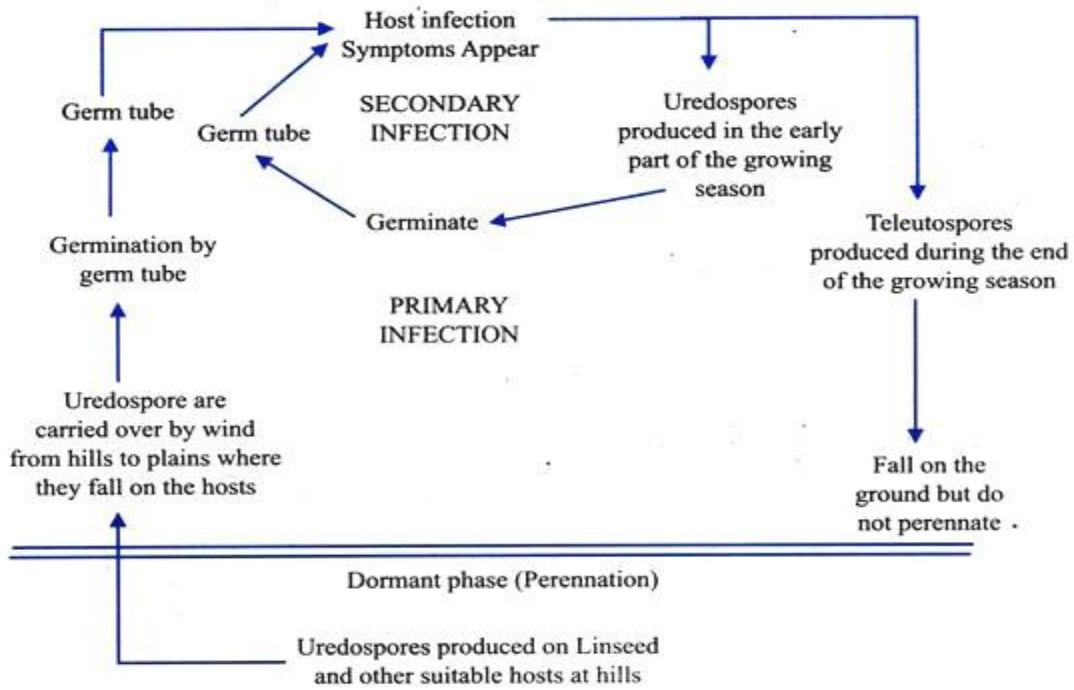 Host infection
Symptoms Appear
Germ tube
Germ tube
SECONDARY
INFECTION
Uredospores
produced in the early
part of the growing
season
Germinate
Germination by
germ tube
Teleutospores
produced during the end
of the growing season
PRIMARY
INFECTION
Uredospore are
carried over by wind
from hills to plains where
they fall on the hosts
Fall on the
ground but do
not perennate .
Dormant phase (Perennation)
Uredospores produced on Linseed
and other suitable hosts at hills